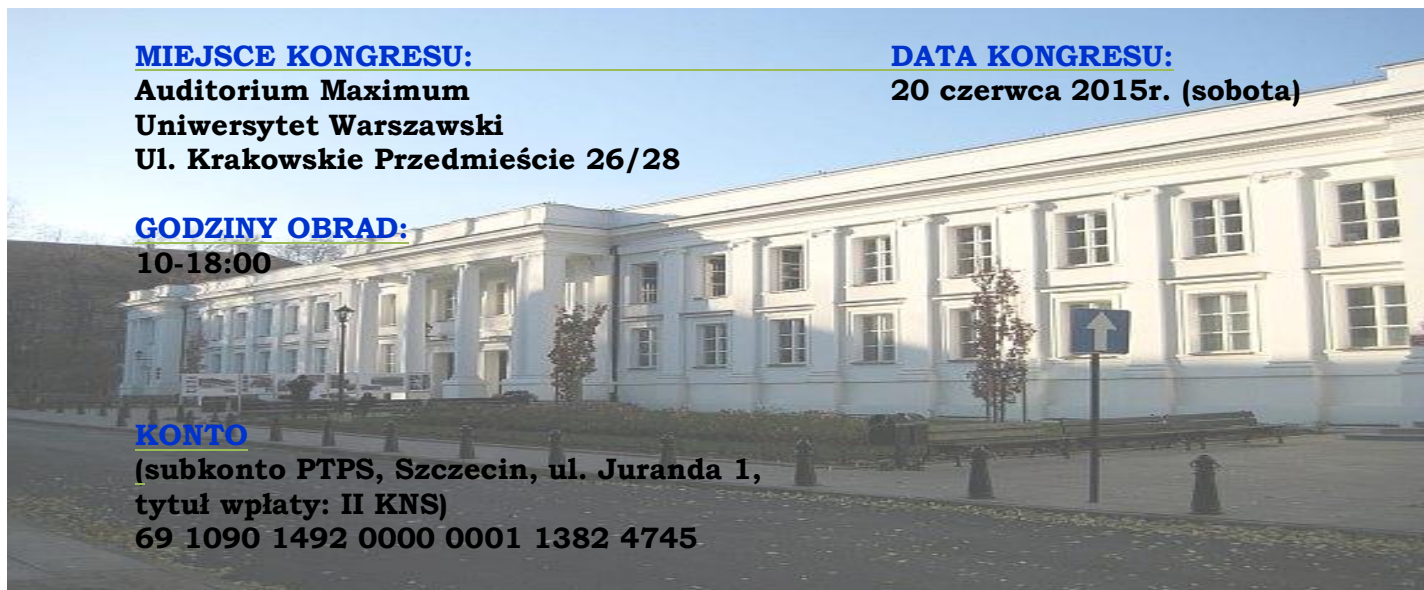 MIEJSCE KONGRESU:
Auditorium Maximum
Uniwersytet Warszawski
Ul. Krakowskie Przedmieście 26/28
DATA KONGRESU:
20 czerwca 2015r. (sobota)
GODZINY OBRAD:
10-18:00
KONTO
(subkonto PTPS, Szczecin, ul. Juranda 1,
tytuł wpłaty: II KNS)
69 1090 1492 0000 0001 1382 4745